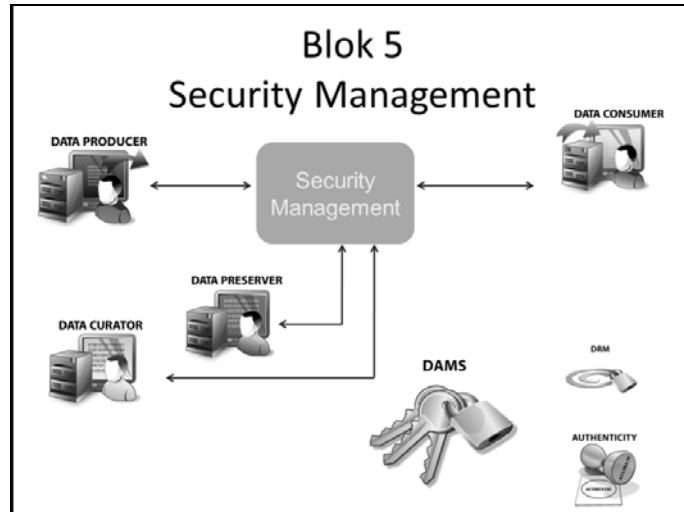 Blok 5
Security Management
DATA PRODUCER
DATA CONSUMER
Security
Management
DATA PRESERVER
DATA CURATOR
DAMS
DRM
AUTHENTICITY